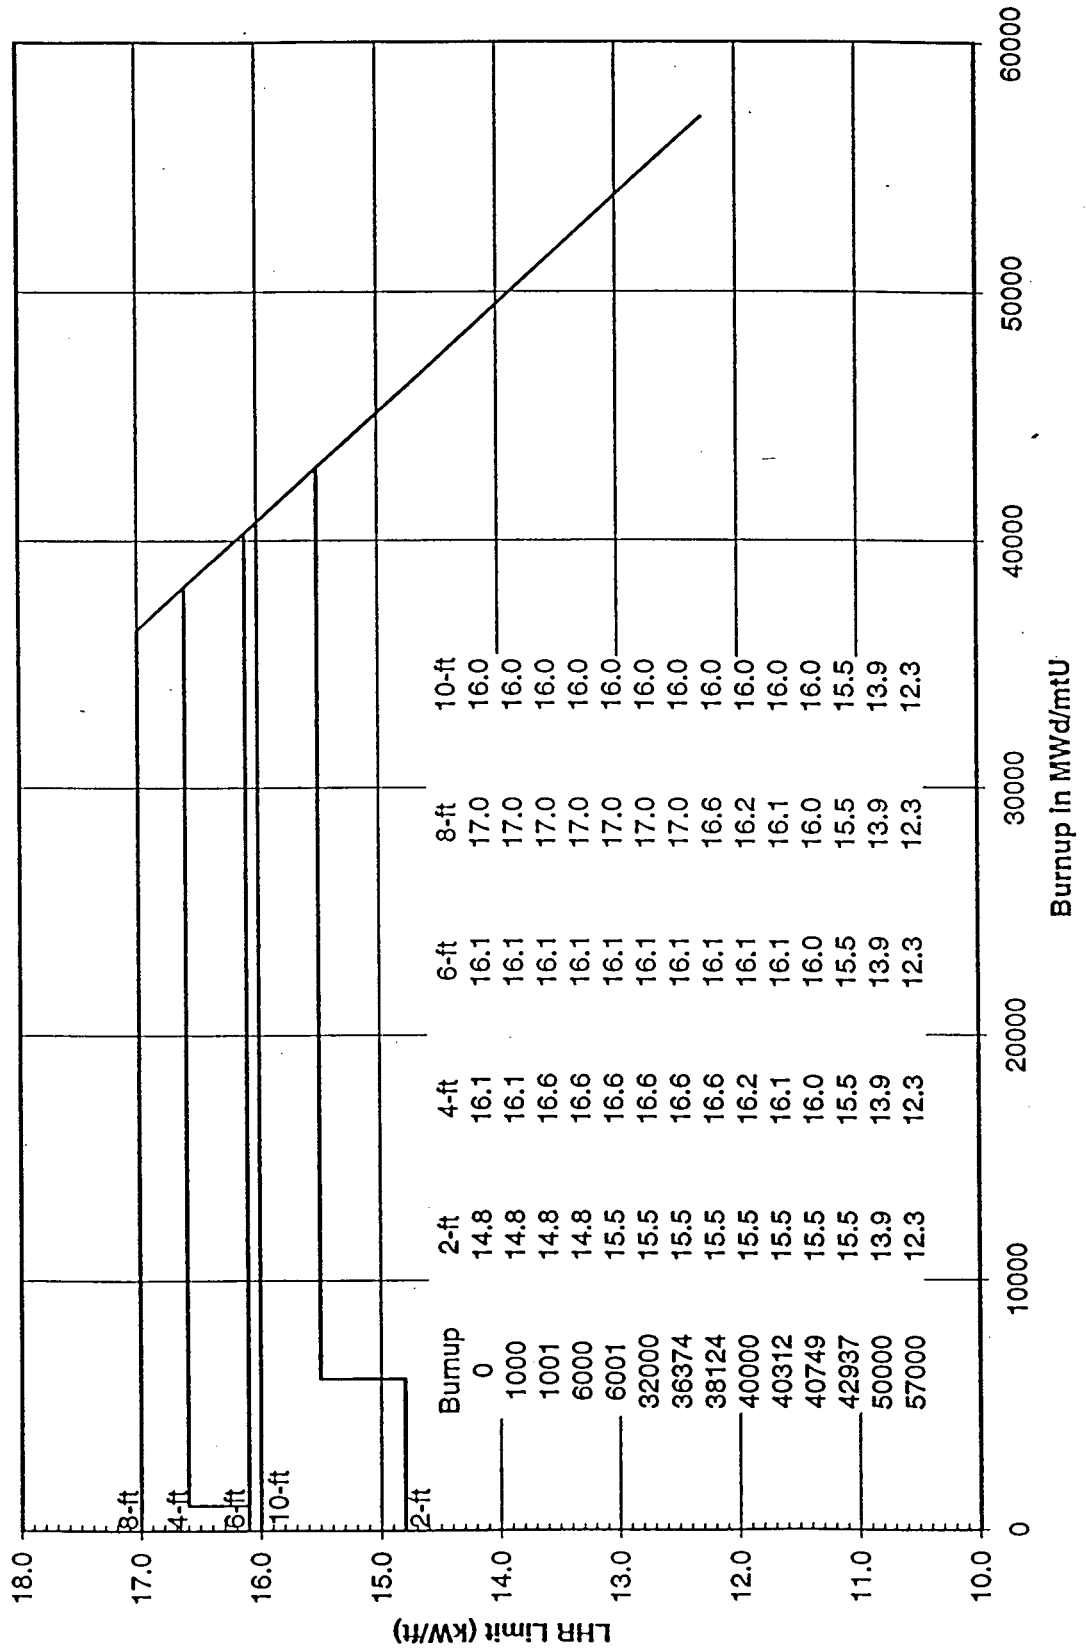 LHR Limit (kW/ft)
18.0
17.0
16.0
15.0
14.0
13.0
12.0
11.0
10.0
8-ft
4-ft
6-ft
10-ft
2-ft
Burnup 2-ft 4-ft 6-ft 8-ft 10-ft
0 14.8 16.1 16.1 17.0 16.0
1000 14.8 16.1 16.1 17.0 16.0
1001 14.8 16.6 16.1 17.0 16.0
6000 14.8 16.6 16.1 17.0 16.0
6001 15.5 16.6 16.1 17.0 16.0
32000 15.5 16.6 16.1 17.0 16.0
36374 15.5 16.6 16.1 17.0 16.0
38124 15.5 16.6 16.1 16.6 16.0
40000 15.5 16.2 16.1 16.2 16.0
40312 15.5 16.1 16.1 16.1 16.0
40749 15.5 16.0 16.0 16.0 16.0
42937 15.5 15.5 15.5 15.5 15.5
50000 13.9 13.9 13.9 13.9 13.9
57000 12.3 12.3 12.3 12.3 12.3
0 10000 20000 30000 40000 50000 60000
Burnup in MWd/mtU